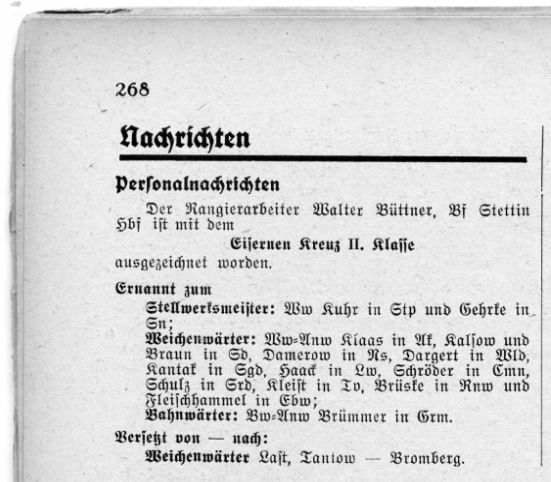 268
Nachrichten
Personalnachrichten
Der Rangierarbeiter Walter Büttner, Bf Stettin
Hbf ist mit dem
Eisernen Kreuz II. Klasse
ausgezeichnet worden.
Ernannt zum
Stellwerksmeister: Ww Kuhr in Stp und Gehrke in
Sn;
Weichenwärter: Ww-Anw Klaas in Ak, Kalsow und
Braun in Sd, Damerow in Ns, Dargert in Wld,
Kantak in Sgd, Haack in Lw, Schröder in Cmn,
Schulz in Srd, Kleist in To, Brüske in Rnw und
Fleischhammel in Ebw;
Bahnwärter: Bw-Anw Brümmer in Grm.
Versetzt von — nach:
Weichenwärter Last, Tantow — Bromberg.